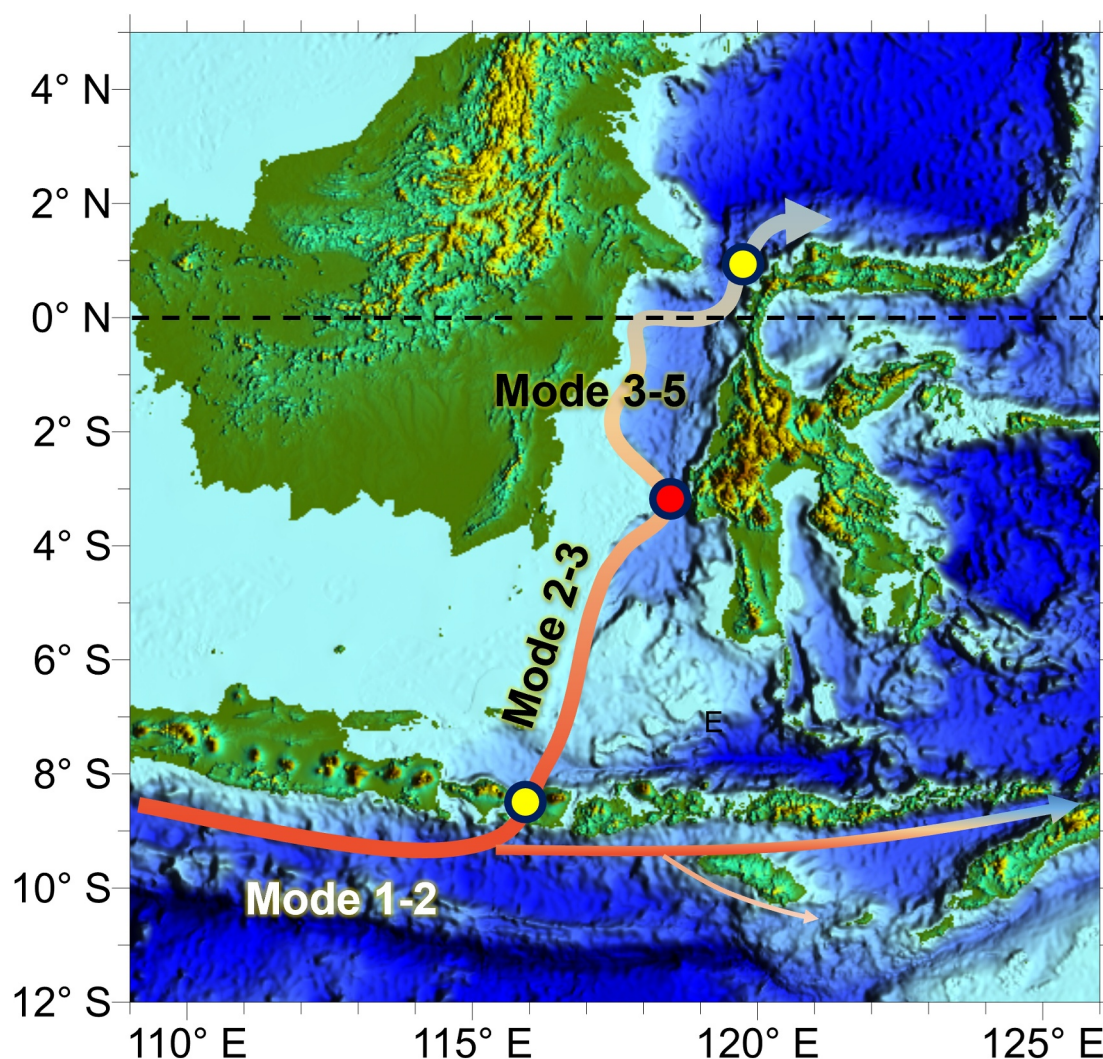 4° N
2° N
0° N
Mode 3-5
2° S
4° S
Mode 2-3
6° S
E
8° S
Mode 1-2
10° S
12° S
110° E
115° E
120° E
125° E